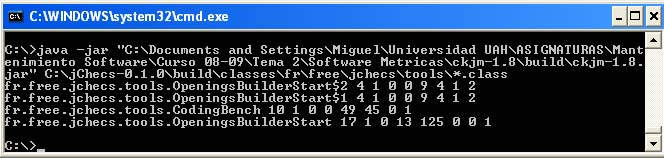 C:\WINDOWS\system32\cmd.exe
C:\>java -jar "C:\Documents and Settings\Miguel\Universidad UAH\ASIGNATURAS\Mant
enimiento Software\Curso 08-09\Tema 2\Software Metricas\ckjm-1.8\build\ckjm-1.8.
jar" C:\jChecs-0.1.0\build\classes\fr\free\jchecs\tools\*.class
fr.free.jchecs.tools.OpeningsBuilderStart$2 4 1 0 0 9 4 1 2
fr.free.jchecs.tools.OpeningsBuilderStart$1 4 1 0 0 9 4 1 2
fr.free.jchecs.tools.CodingBench 10 1 0 0 49 45 0 1
fr.free.jchecs.tools.OpeningsBuilderStart 17 1 0 13 125 0 0 1
C:\>_